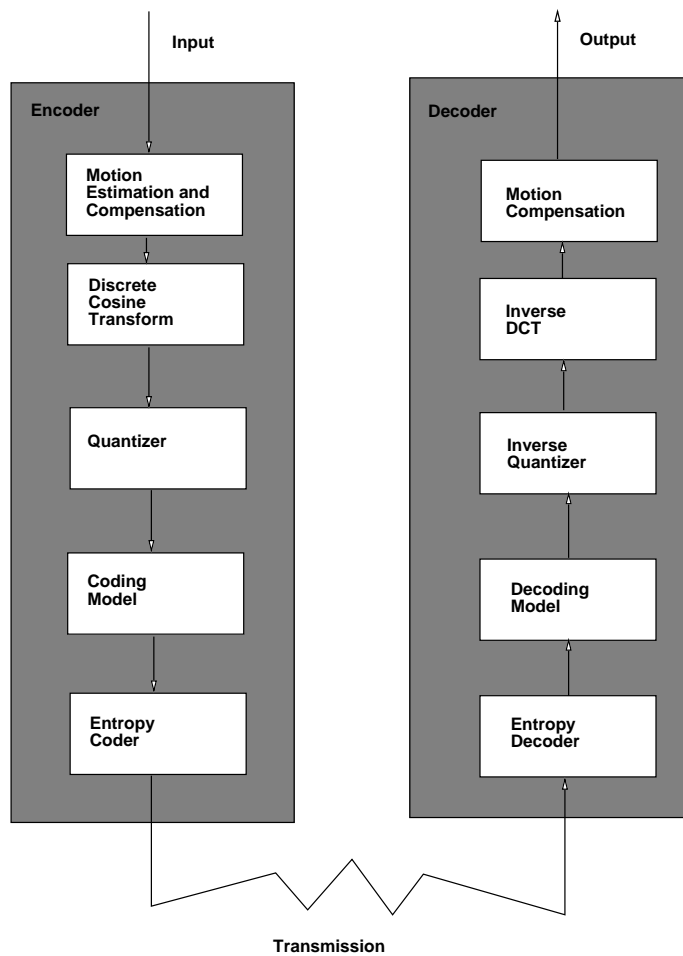 Input
Encoder
Motion
Estimation and
Compensation
Discrete
Cosine
Transform
Quantizer
Coding
Model
Entropy
Coder
Transmission
Output
Decoder
Motion
Compensation
Inverse
DCT
Inverse
Quantizer
Decoding
Model
Entropy
Decoder